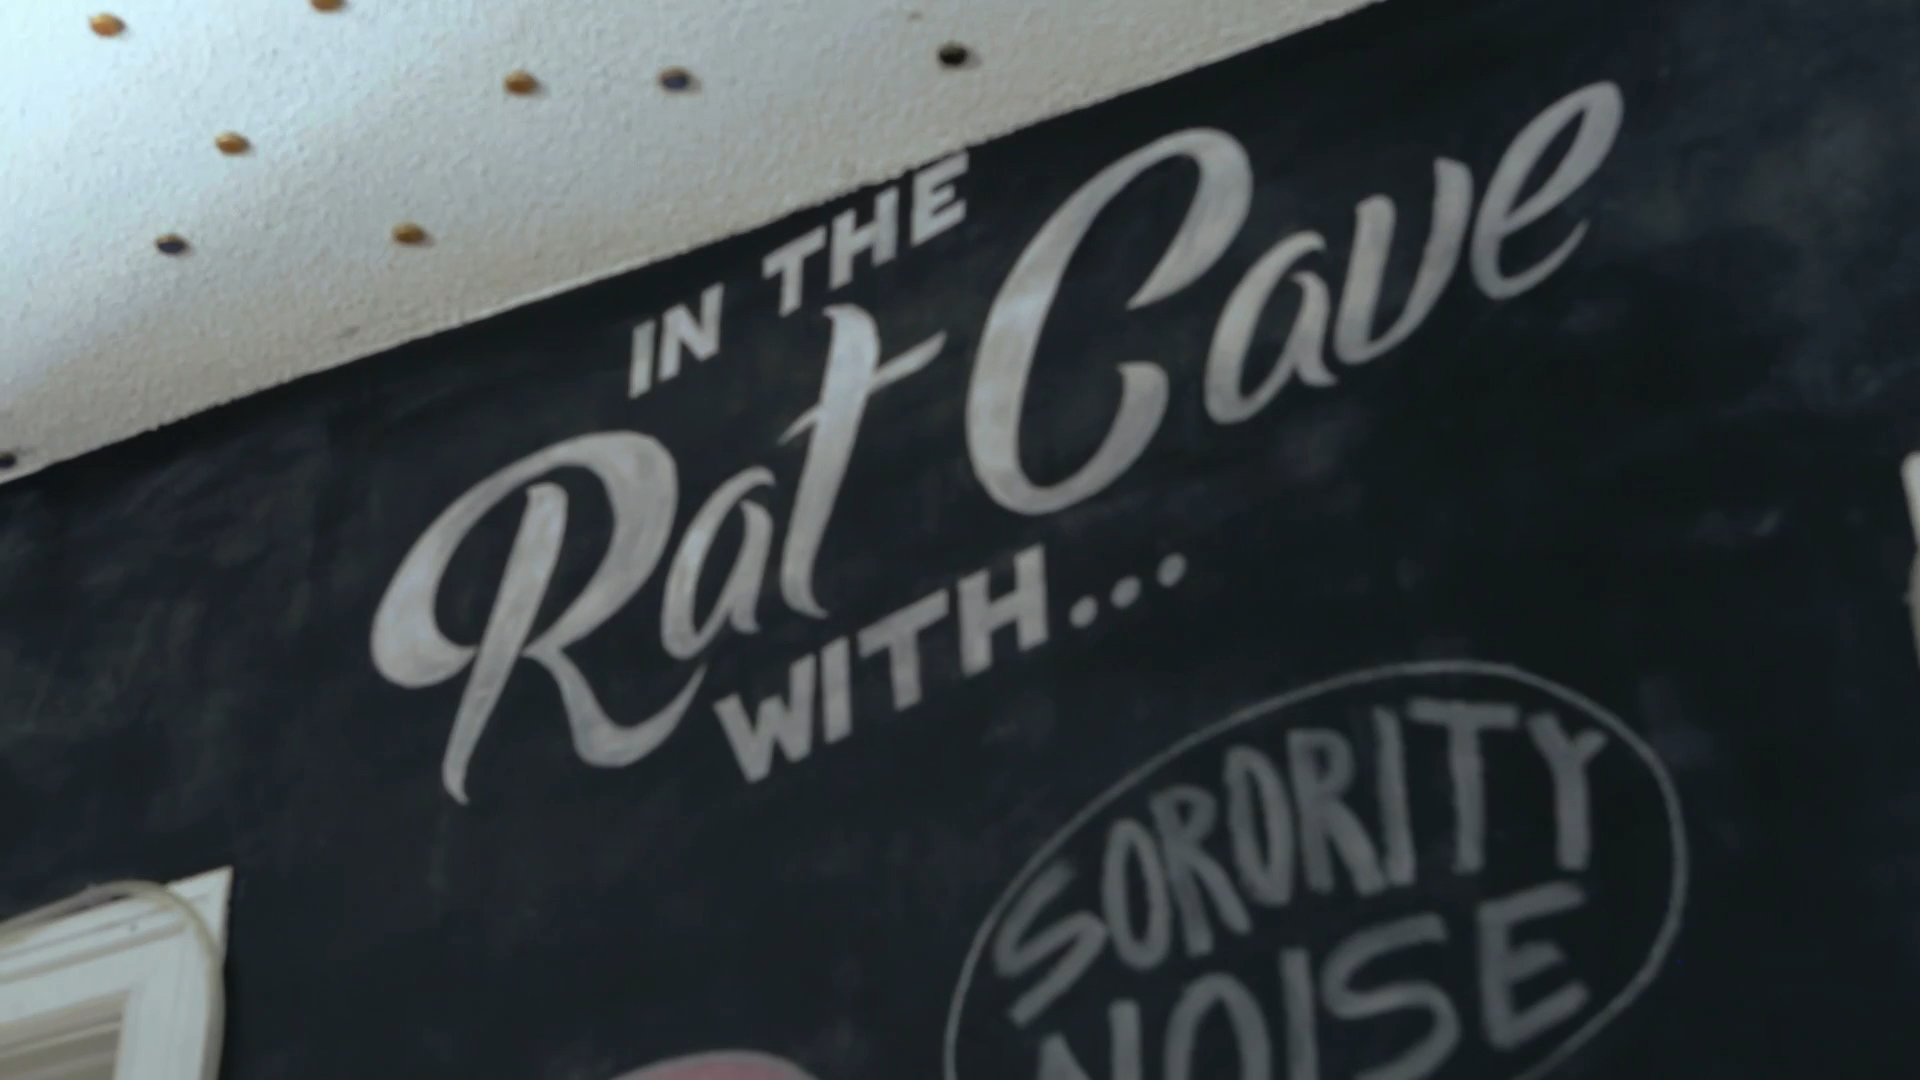 IN THE
Rat Cave
WITH...
SORORITY
NOISE